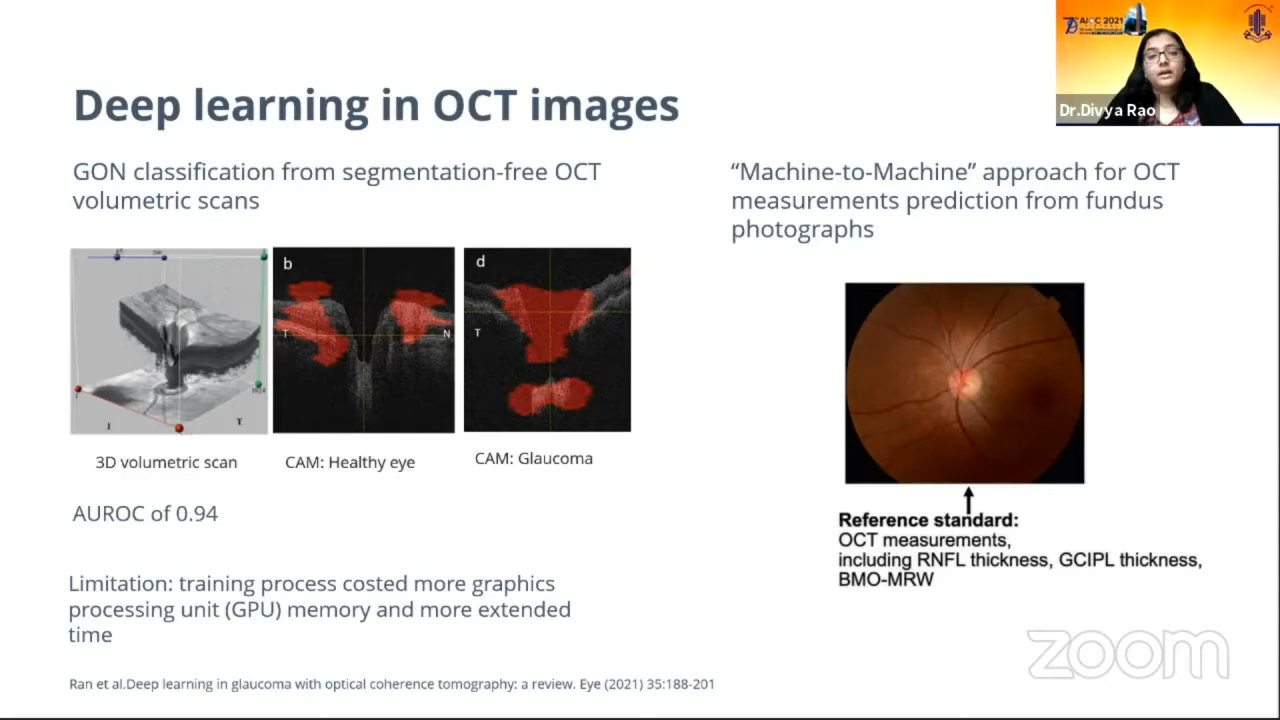 AIOC 2021
Dr.Divya Rao
Deep learning in OCT images
GON classification from segmentation-free OCT
volumetric scans
b
T
N
d
T
I
T
3D volumetric scan
CAM: Healthy eye
CAM: Glaucoma
AUROC of 0.94
Limitation: training process costed more graphics
processing unit (GPU) memory and more extended
time
“Machine-to-Machine” approach for OCT
measurements prediction from fundus
photographs
Reference standard:
OCT measurements,
including RNFL thickness, GCIPL thickness,
BMO-MRW
zoom
Ran et al.Deep learning in glaucoma with optical coherence tomography: a review. Eye (2021) 35:188-201